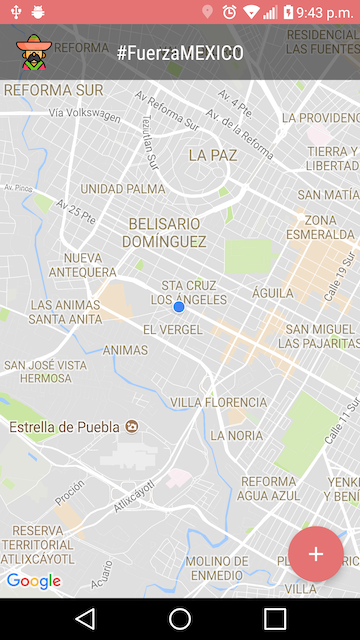 9:43 p.m.
RESIDENCIAL
LAS FUENTES
REFORMA
#FuerzaMEXICO
REFORMA SUR
Av. 4 Pte
Vía Volkswagen
Av Reforma Sur
Av. de la Reforma
LA PROVIDENC
Teziutlan Sur
LA PAZ
TIERRA Y
LIBERTAD
UNIDAD PALMA
SAN MATÍA
Av. Pinos
Av 25 Pte
BELISARIO
DOMÍNGUEZ
ZONA
ESMERALDA
NUEVA
ANTEQUERA
Calle 19 Sur
STA CRUZ
LOS ÁNGELES
ÁGUILA
LAS ANIMAS
SANTA ANITA
EL VERGEL
SAN MIGUEL
LAS PAJARITAS
ANIMAS
SAN JOSÉ VISTA
HERMOSA
VILLA FLORENCIA
Calle 11 Sur
Estrella de Puebla
LA NORIA
Proción
Atlixcáyotl
REFORMA
AGUA AZUL
YENK
Y BEN
RESERVA
TERRITORIAL
ATLIXCÁYOTL
Acuario
MOLINO DE
ENMEDIO
VILLA
Google